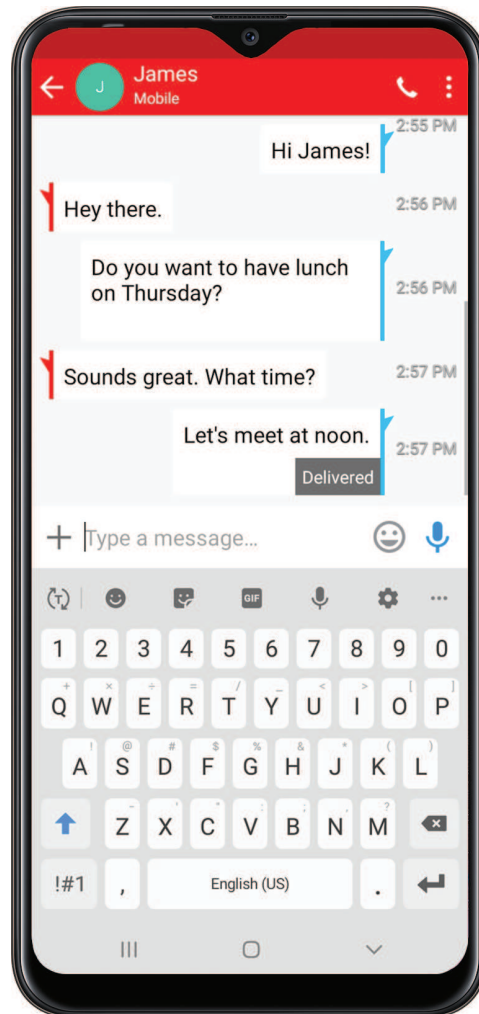 J
James
Mobile
2:55 PM
Hi James!
Hey there.
2:56 PM
Do you want to have lunch
on Thursday?
2:56 PM
Sounds great. What time?
2:57 PM
Let's meet at noon.
2:57 PM
Delivered
Type a message...
T
GIF
1 2 3 4 5 6 7 8 9 0
+ × ÷ = / _ < > [ ]
Q W E R T Y U I O P
! @ # $ % & * ( )
A S D F G H J K L
- ' " : ; , ?
Z X C V B N M
!#1 , English (US) .